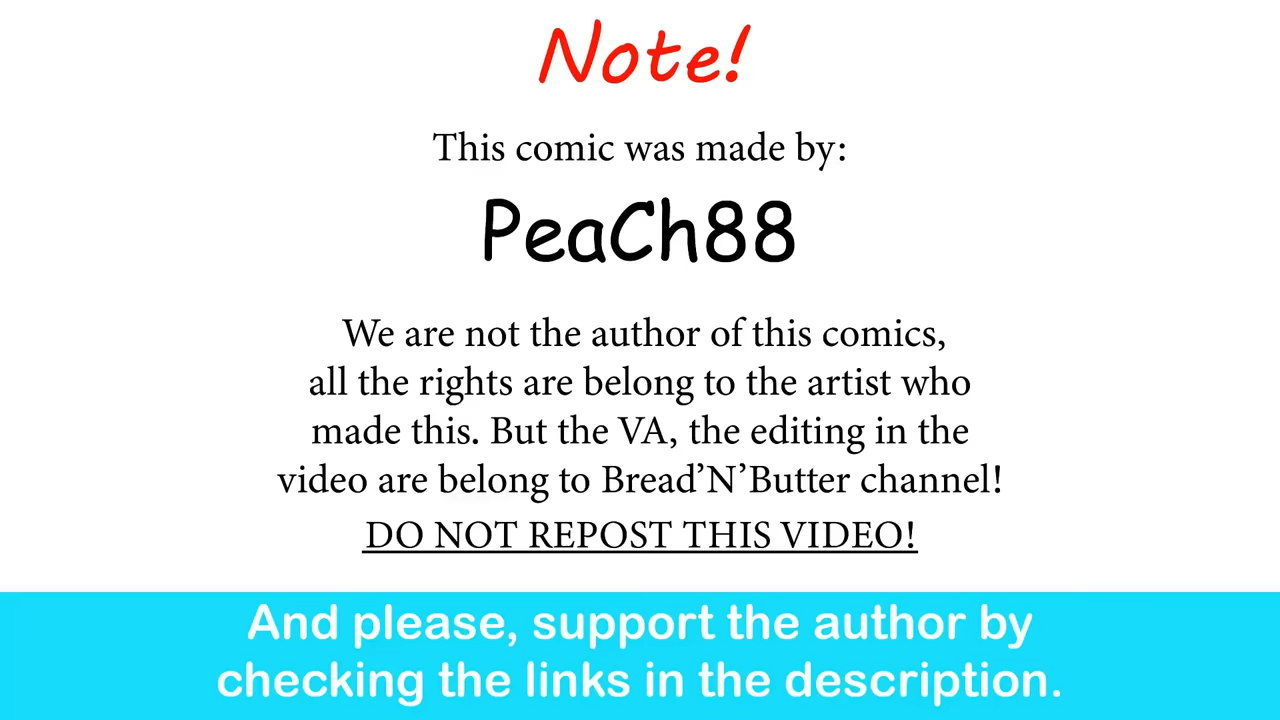 Note!
This comic was made by:
PeaCh88
We are not the author of this comics,
all the rights are belong to the artist who
made this. But the VA, the editing in the
video are belong to Bread’N’Butter channel!
DO NOT REPOST THIS VIDEO!
And please, support the author by
checking the links in the description.